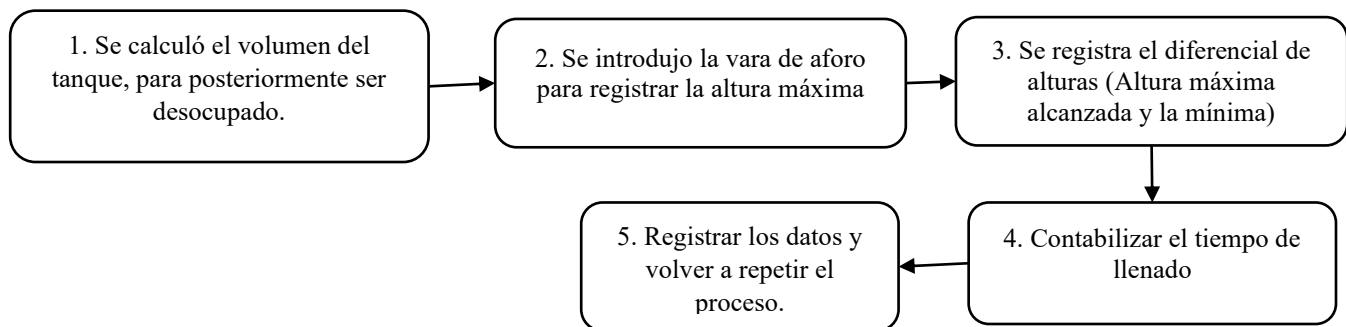 1. Se calculó el volumen del
tanque, para posteriormente ser
desocupado.
2. Se introdujo la vara de aforo
para registrar la altura máxima
3. Se registra el diferencial de
alturas (Altura máxima
alcanzada y la mínima)
4. Contabilizar el tiempo de
llenado
5. Registrar los datos y
volver a repetir el
proceso.